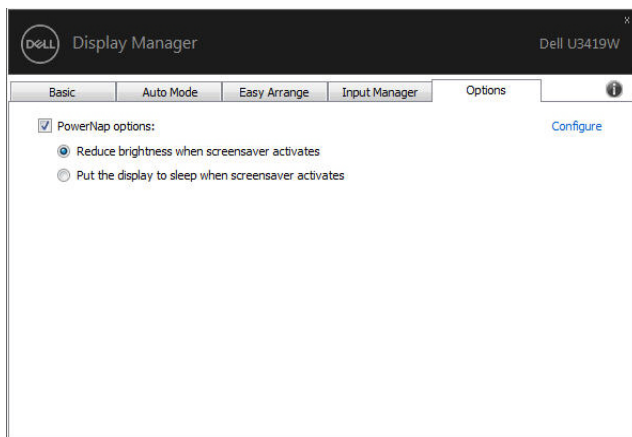 DELL Display Manager Dell U3419W
Basic Auto Mode Easy Arrange Input Manager Options
PowerNap options: Configure
Reduce brightness when screensaver activates
Put the display to sleep when screensaver activates